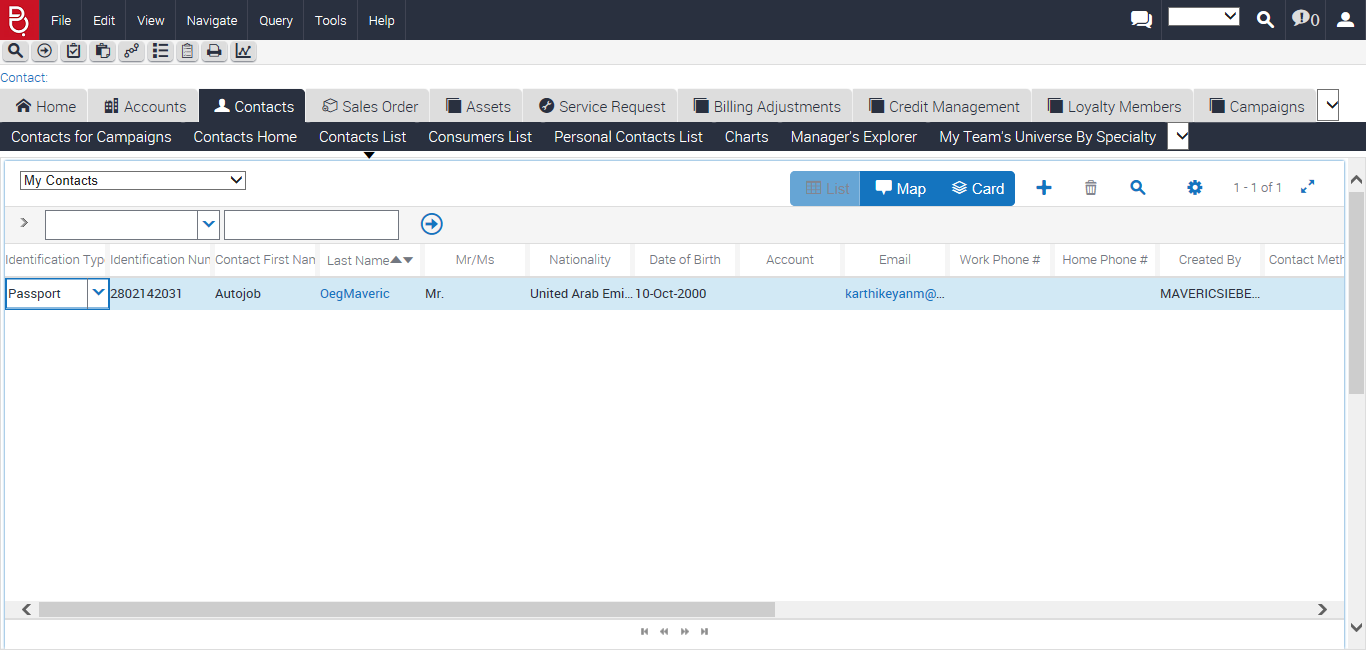 File Edit View Navigate Query Tools Help 0
Contact:
Home Accounts Contacts Sales Order Assets Service Request Billing Adjustments Credit Management Loyalty Members Campaigns
Contacts for Campaigns Contacts Home Contacts List Consumers List Personal Contacts List Charts Manager's Explorer My Team's Universe By Specialty
My Contacts List Map Card 1 - 1 of 1
Identification Typ Identification Num Contact First Nam Last Name Mr/Ms Nationality Date of Birth Account Email Work Phone # Home Phone # Created By Contact Meth
Passport 2802142031 Autojob OegMaveric Mr. United Arab Emi... 10-Oct-2000 karthikeyanm@... MAVERICSIEBE...